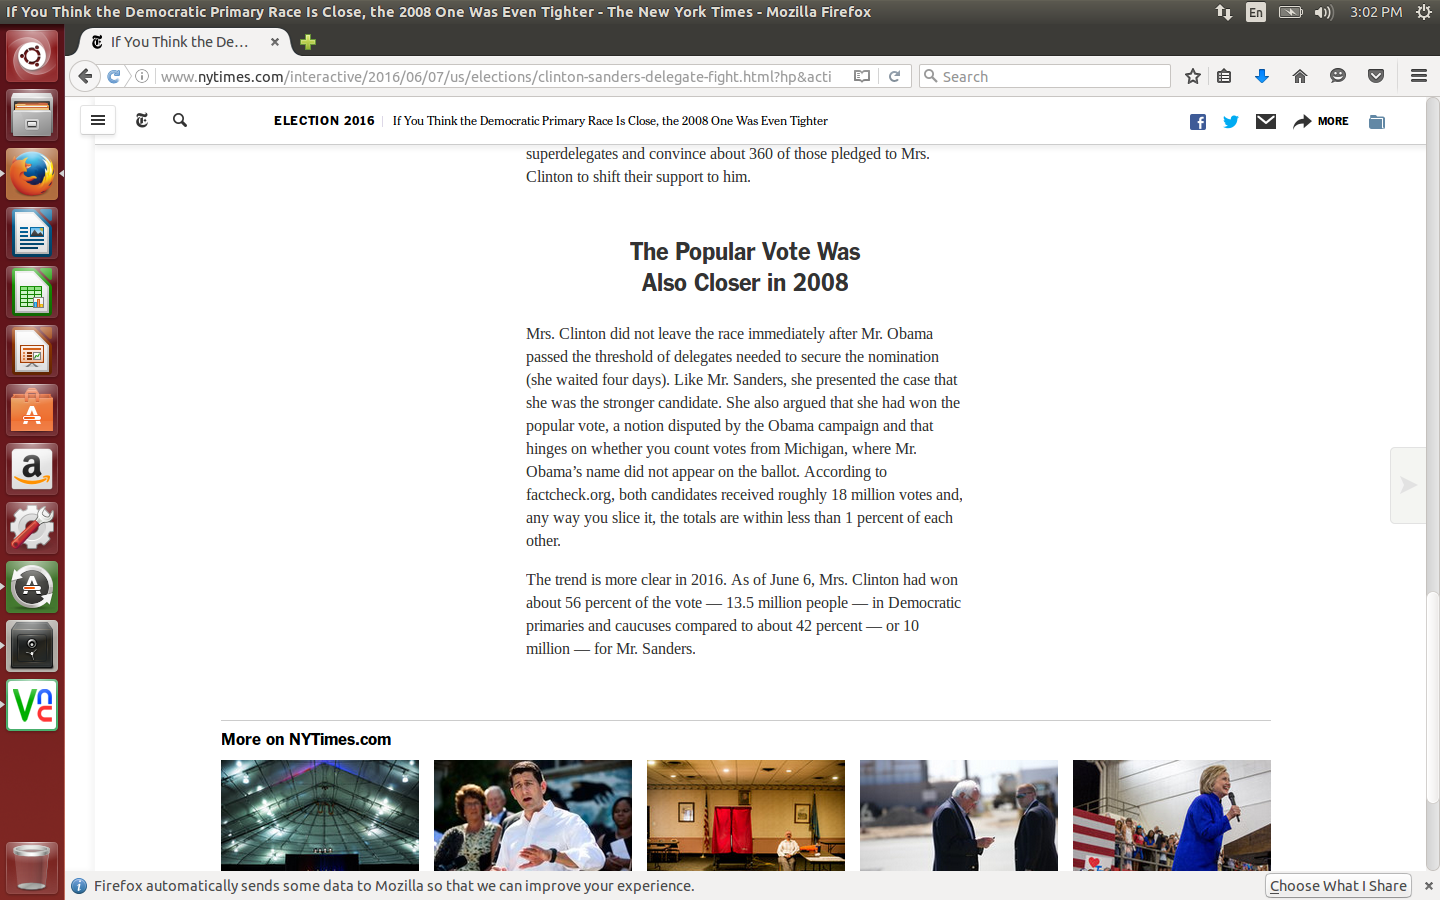 If You Think the Democratic Primary Race Is Close, the 2008 One Was Even Tighter - The New York Times - Mozilla Firefox
En
3:02 PM
If You Think the De...
www.nytimes.com/interactive/2016/06/07/us/elections/clinton-sanders-delegate-fight.html?hp&acti
Search
ELECTION 2016
If You Think the Democratic Primary Race Is Close, the 2008 One Was Even Tighter
MORE
superdelegates and convince about 360 of those pledged to Mrs.
Clinton to shift their support to him.
The Popular Vote Was
Also Closer in 2008
Mrs. Clinton did not leave the race immediately after Mr. Obama
passed the threshold of delegates needed to secure the nomination
(she waited four days). Like Mr. Sanders, she presented the case that
she was the stronger candidate. She also argued that she had won the
popular vote, a notion disputed by the Obama campaign and that
hinges on whether you count votes from Michigan, where Mr.
Obama’s name did not appear on the ballot. According to
factcheck.org, both candidates received roughly 18 million votes and,
any way you slice it, the totals are within less than 1 percent of each
other.
The trend is more clear in 2016. As of June 6, Mrs. Clinton had won
about 56 percent of the vote — 13.5 million people — in Democratic
primaries and caucuses compared to about 42 percent — or 10
million — for Mr. Sanders.
More on NYTimes.com
Firefox automatically sends some data to Mozilla so that we can improve your experience.
Choose What I Share